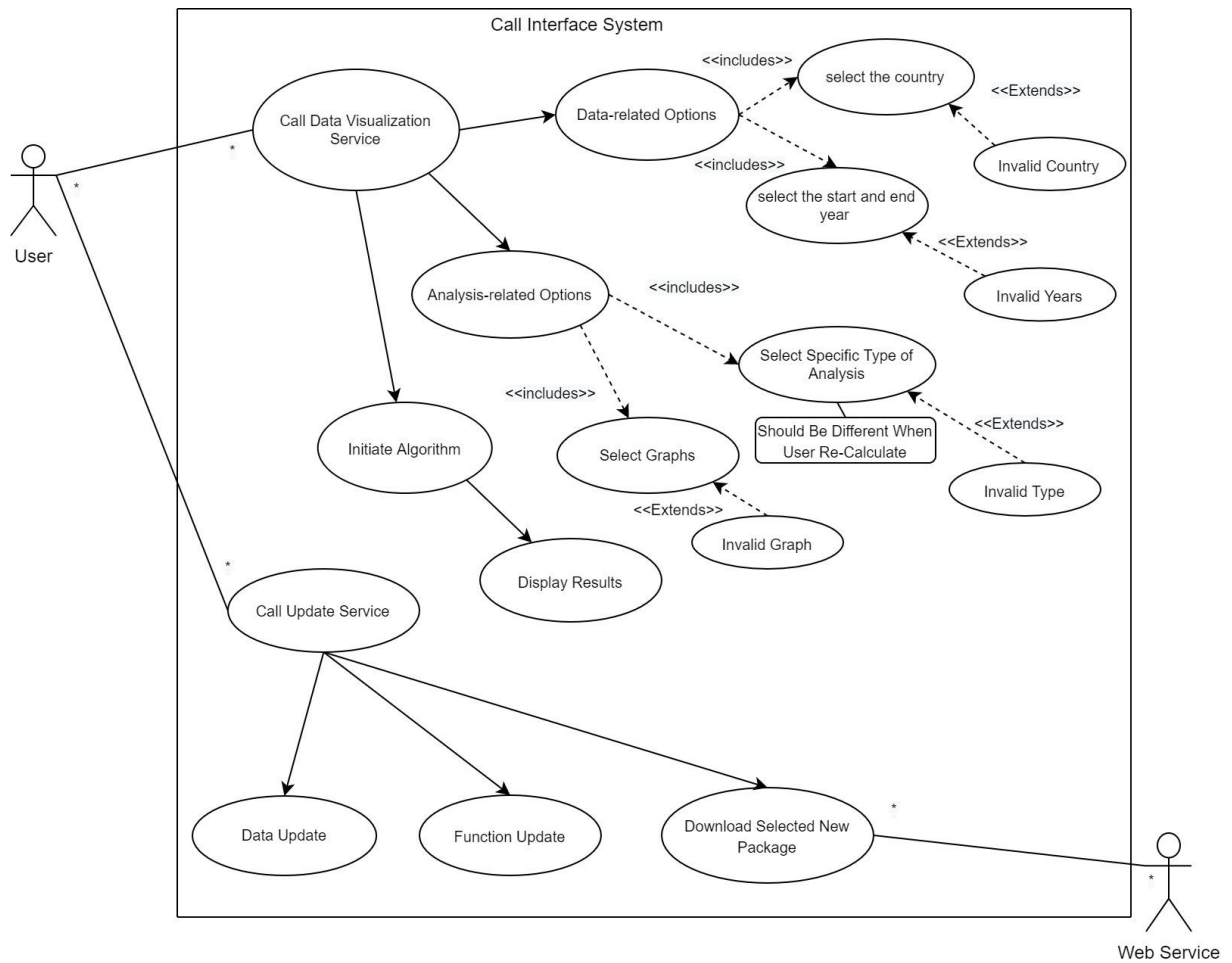 Call Interface System
<<includes>>
select the country
<<Extends>>
Call Data Visualization
Service
Data-related Options
*
<<includes>>
Invalid Country
*
select the start and end
year
User
<<Extends>>
Analysis-related Options
<<includes>>
Invalid Years
Select Specific Type of
Analysis
<<includes>>
Should Be Different When
User Re-Calculate
<<Extends>>
Initiate Algorithm
Select Graphs
Invalid Type
<<Extends>>
Invalid Graph
*
Display Results
Call Update Service
*
Data Update
Function Update
Download Selected New
Package
*
Web Service